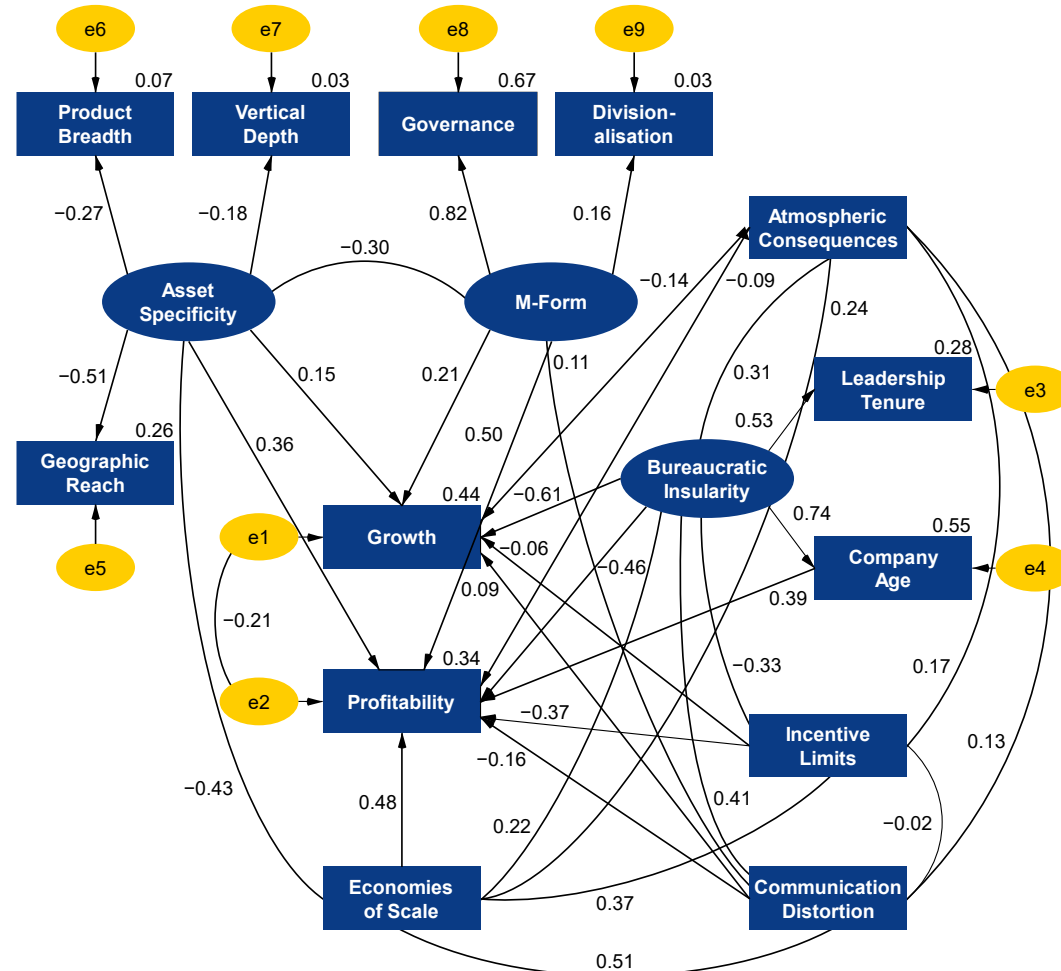 e6
e7
e8
e9
0.07
0.03
0.67
0.03
Product
Breadth
Vertical
Depth
Governance
Division-
alisation
−0.27
−0.18
0.82
0.16
Atmospheric
Consequences
−0.30
−0.14
−0.09
Asset
Specificity
M-Form
0.24
−0.51
0.15
0.21
0.11
0.31
0.28
Leadership
Tenure
e3
0.26
0.36
0.50
0.53
Geographic
Reach
Bureaucratic
Insularity
0.44
−0.61
0.74
0.55
e1
Growth
−0.06
Company
Age
e4
e5
−0.46
0.09
0.39
−0.21
0.34
−0.33
0.17
e2
Profitability
−0.37
Incentive
Limits
−0.16
0.13
−0.43
0.48
0.22
0.41
−0.02
Economies
of Scale
0.37
Communication
Distortion
0.51